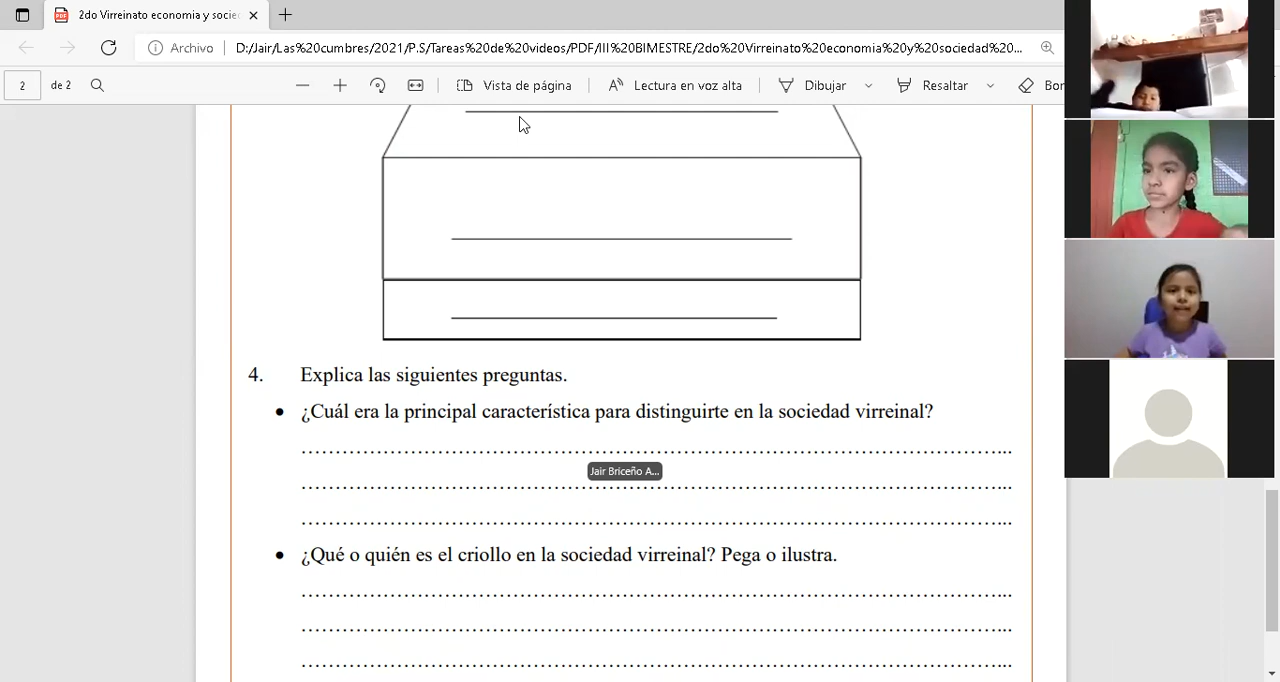 2do Virreinato economia y socie
Archivo
D:/Jair/Las%20cumbres/2021/P.S/Tareas%20de%20videos/PDF/III%20BIMESTRE/2do%20Virreinato%20economia%20y%20sociedad%20...
2
de 2
Vista de página
Lectura en voz alta
Dibujar
Resaltar
Bor
4. Explica las siguientes preguntas.
• ¿Cuál era la principal característica para distinguirte en la sociedad virreinal?
Jair Briceño A...
• ¿Qué o quién es el criollo en la sociedad virreinal? Pega o ilustra.